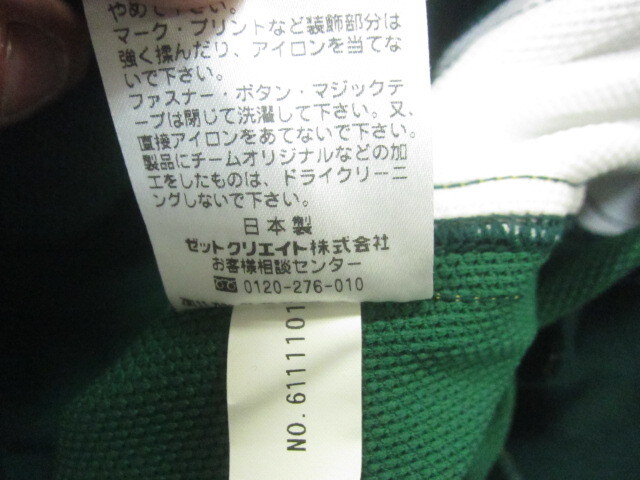 やめて下さい。
マーク・プリントなど装飾部分は
強く揉んだり、アイロンを当てな
いで下さい。
ファスナー・ボタン・マジックテ
ープは閉じて洗濯して下さい。又、
直接アイロンをあてないで下さい。
製品にチームオリジナルなどの加
工をしたものは、ドライクリーニ
ングしないで下さい。
日本製
ゼットクリエイト株式会社
お客様相談センター
0120-276-010
NO.6111101